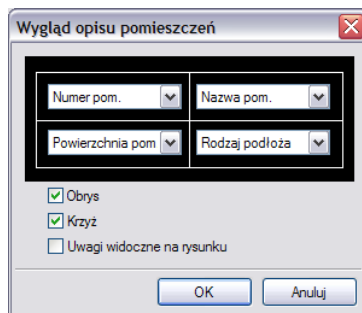 Wygląd opisu pomieszczeń
Numer pom. Nazwa pom.
Powierzchnia pom Rodzaj podłoża
Obrys
Krzyż
Uwagi widoczne na rysunku
OK Anuluj